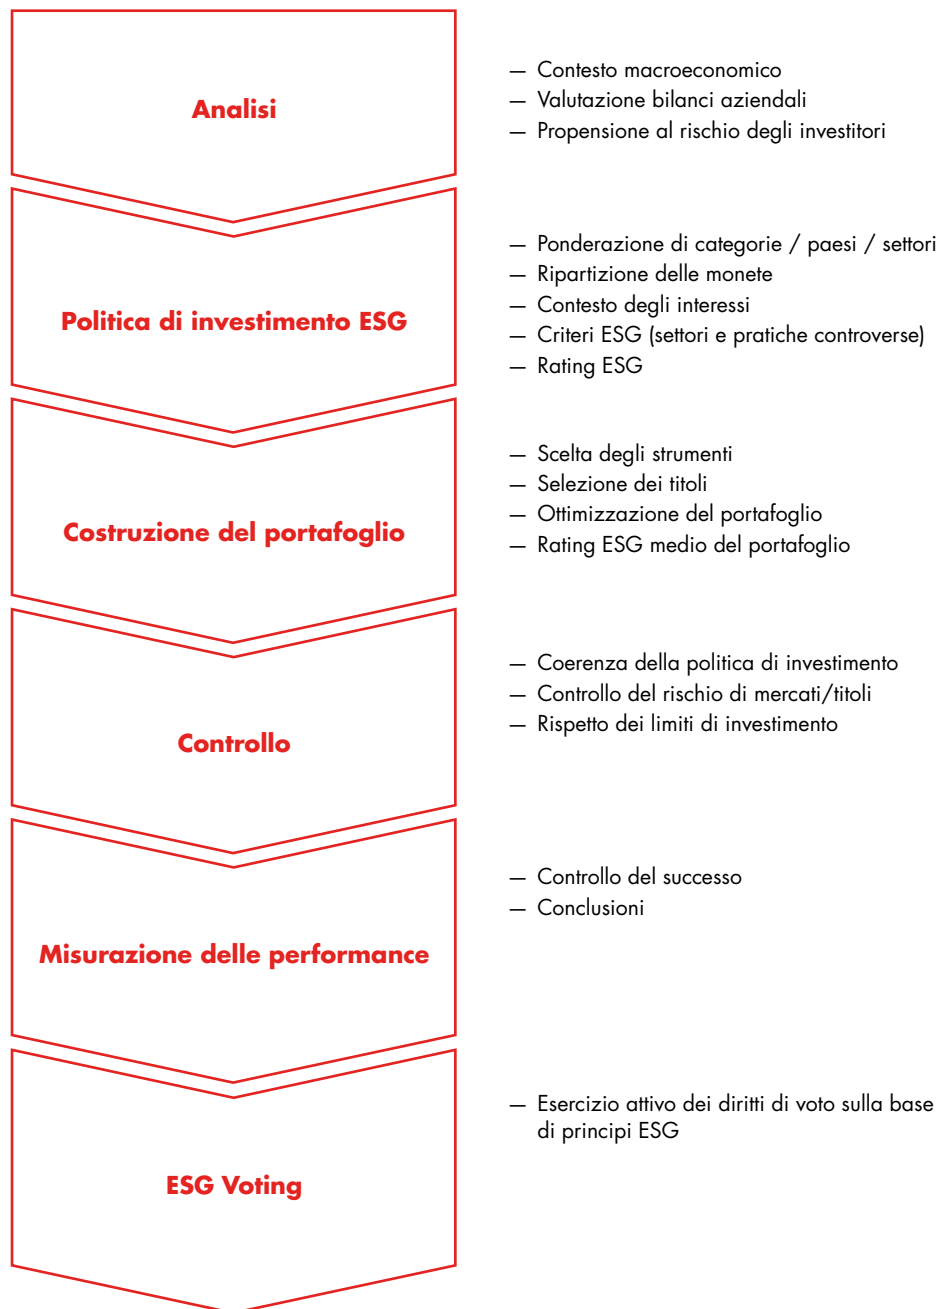 Analisi
— Contesto macroeconomico
— Valutazione bilanci aziendali
— Propensione al rischio degli investitori
Politica di investimento ESG
— Ponderazione di categorie / paesi / settori
— Ripartizione delle monete
— Contesto degli interessi
— Criteri ESG (settori e pratiche controverse)
— Rating ESG
Costruzione del portafoglio
— Scelta degli strumenti
— Selezione dei titoli
— Ottimizzazione del portafoglio
— Rating ESG medio del portafoglio
Controllo
— Coerenza della politica di investimento
— Controllo del rischio di mercati/titoli
— Rispetto dei limiti di investimento
Misurazione delle performance
— Controllo del successo
— Conclusioni
ESG Voting
— Esercizio attivo dei diritti di voto sulla base
di principi ESG